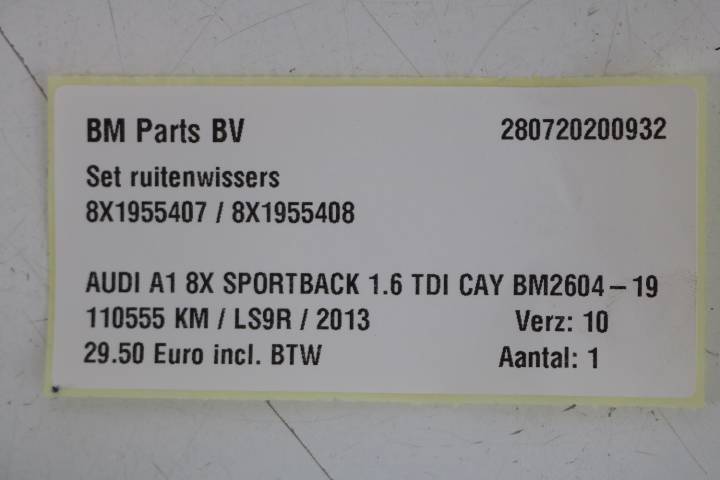 BM Parts BV 280720200932
Set ruitenwissers
8X1955407 / 8X1955408
AUDI A1 8X SPORTBACK 1.6 TDI CAY BM2604-19
110555 KM / LS9R / 2013 Verz: 10
29.50 Euro incl. BTW Aantal: 1